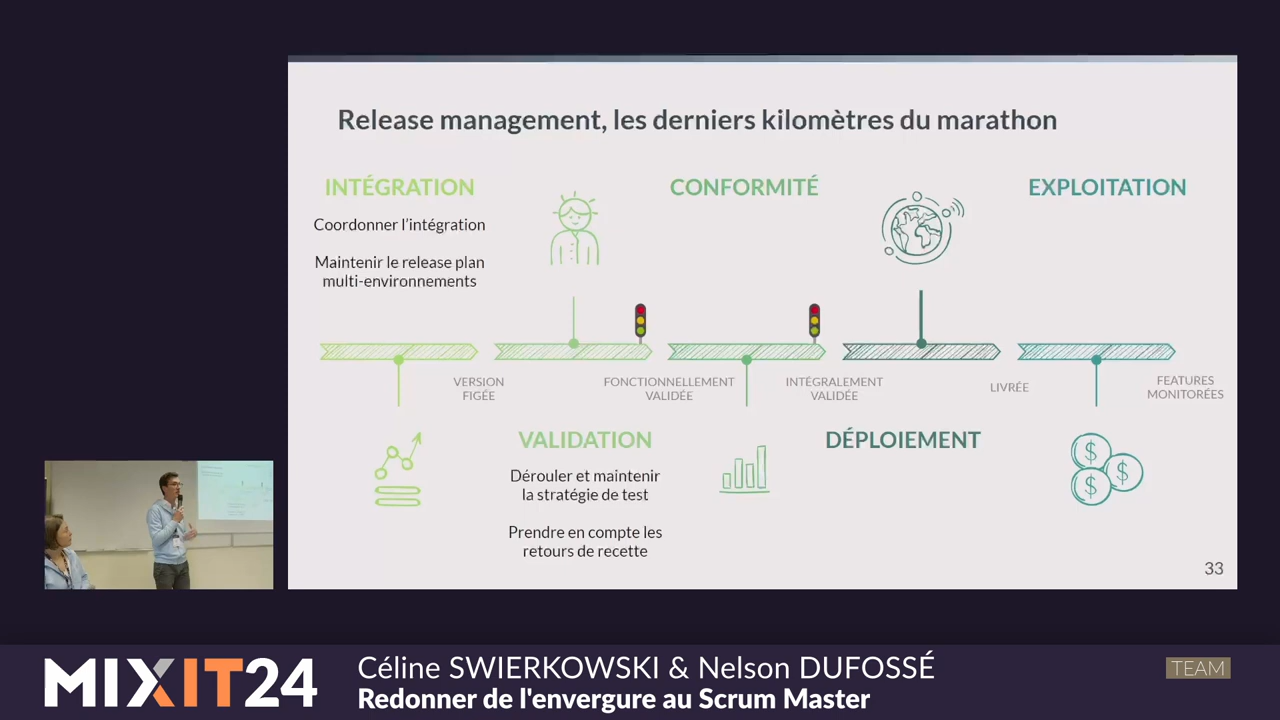 Release management, les derniers kilomètres du marathon
INTÉGRATION
CONFORMITÉ
EXPLOITATION
Coordonner l'intégration
Maintenir le release plan
multi-environnements
VERSION
FIGÉE
FONCTIONNELLEMENT
VALIDÉE
INTÉGRALEMENT
VALIDÉE
LIVRÉE
FEATURES
MONITORÉES
VALIDATION
DÉPLOIEMENT
Dérouler et maintenir
la stratégie de test
Prendre en compte les
retours de recette
$
$
$
33
MIXIT24
Céline SWIERKOWSKI & Nelson DUFOSSÉ
Redonner de l'envergure au Scrum Master
TEAM